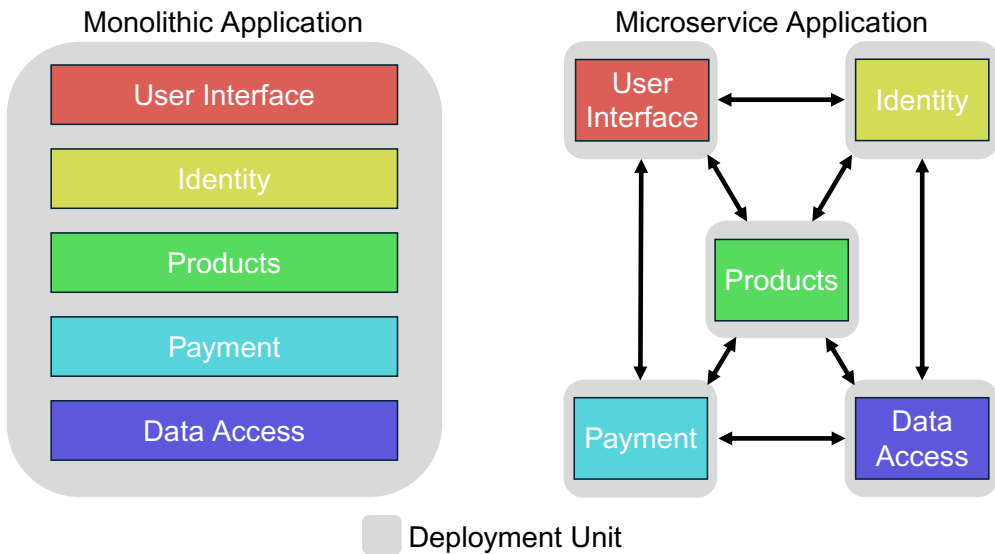 Monolithic Application
User Interface
Identity
Products
Payment
Data Access
Microservice Application
User
Interface
Identity
Products
Payment
Data
Access
Deployment Unit